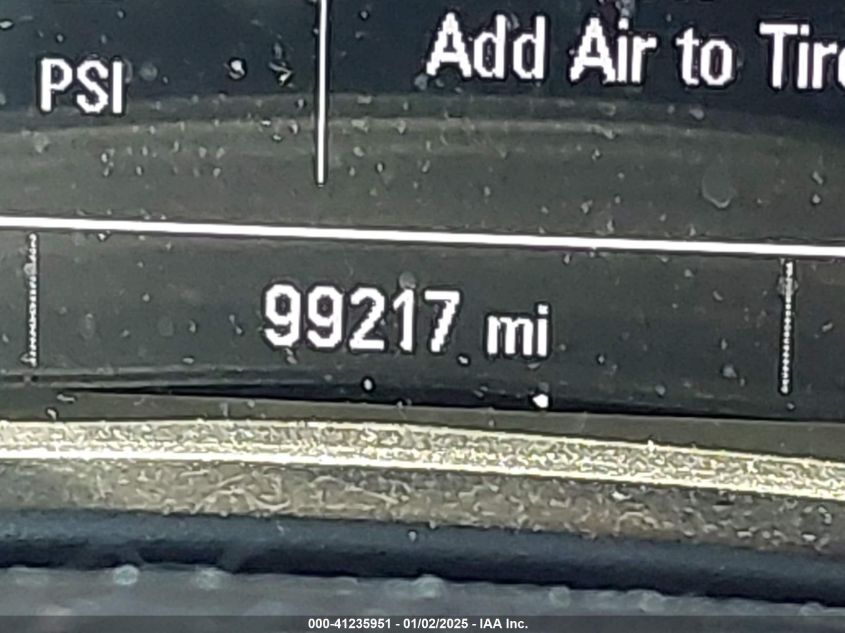 Add Air to Tire
PSI
99217 mi
000-41235951 - 01/02/2025 - IAA Inc.